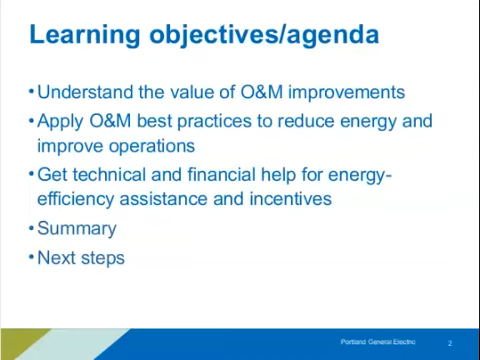 Learning objectives/agenda
•Understand the value of O&M improvements
•Apply O&M best practices to reduce energy and
improve operations
•Get technical and financial help for energy-
efficiency assistance and incentives
•Summary
•Next steps
Portland General Electric 2